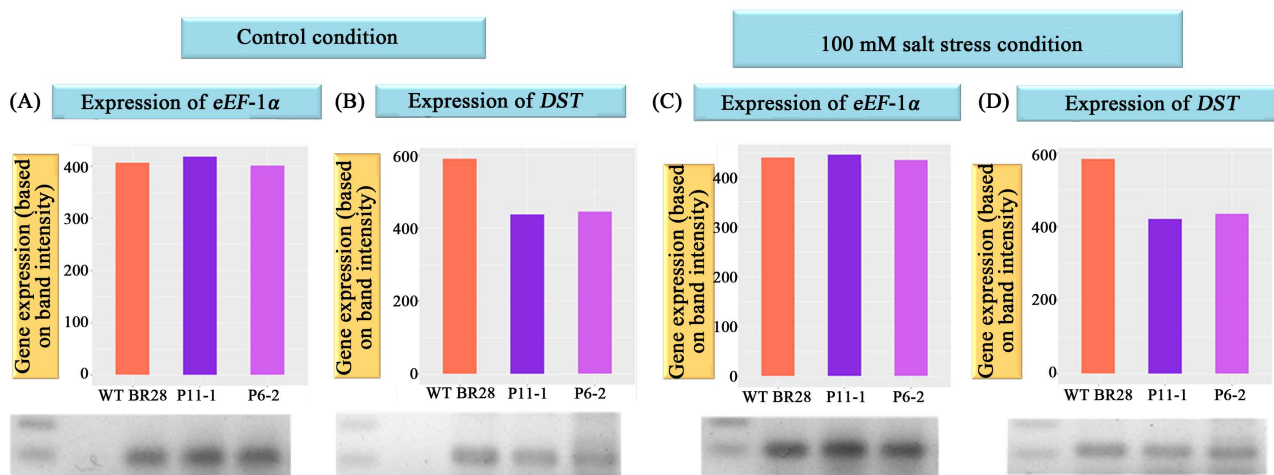 Control condition
100 mM salt stress condition
(A)
Expression of eEF-1α
Gene expression (based
on band intensity)
400
300
200
100
0
WT BR28 P11-1 P6-2
(B)
Expression of DST
Gene expression (based
on band intensity)
600
400
200
0
WT BR28 P11-1 P6-2
(C)
Expression of eEF-1α
Gene expression (based
on band intensity)
400
300
200
100
0
WT BR28 P11-1 P6-2
(D)
Expression of DST
Gene expression (based
on band intensity)
600
400
200
0
WT BR28 P11-1 P6-2